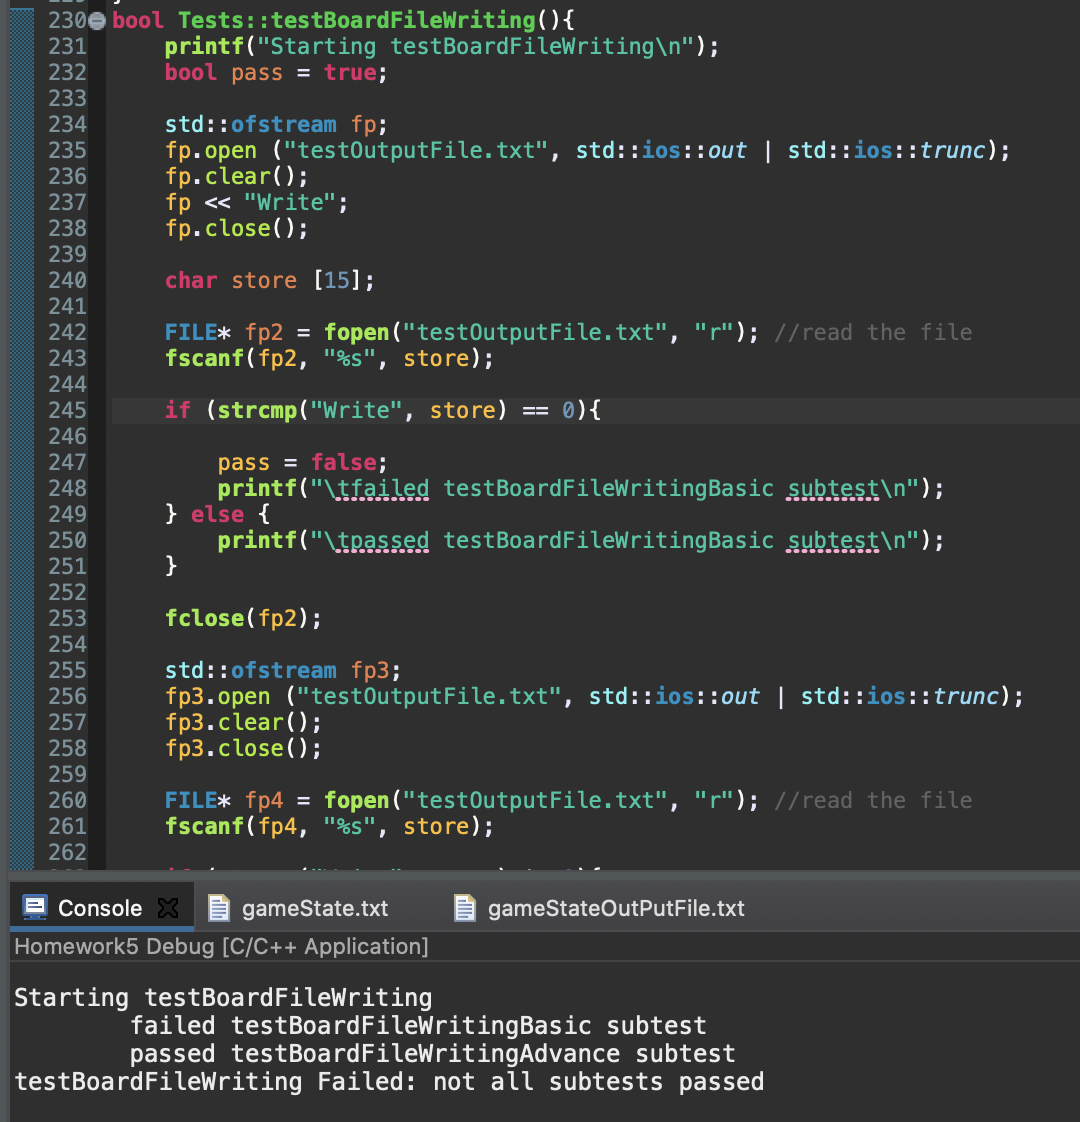 230 bool Tests::testBoardFileWriting(){
231     printf("Starting testBoardFileWriting\n");
232     bool pass = true;
233
234     std::ofstream fp;
235     fp.open ("testOutputFile.txt", std::ios::out | std::ios::trunc);
236     fp.clear();
237     fp << "Write";
238     fp.close();
239
240     char store [15];
241
242     FILE* fp2 = fopen("testOutputFile.txt", "r"); //read the file
243     fscanf(fp2, "%s", store);
244
245     if (strcmp("Write", store) == 0){
246
247         pass = false;
248         printf("\tfailed testBoardFileWritingBasic subtest\n");
249     } else {
250         printf("\tpassed testBoardFileWritingBasic subtest\n");
251     }
252
253     fclose(fp2);
254
255     std::ofstream fp3;
256     fp3.open ("testOutputFile.txt", std::ios::out | std::ios::trunc);
257     fp3.clear();
258     fp3.close();
259
260     FILE* fp4 = fopen("testOutputFile.txt", "r"); //read the file
261     fscanf(fp4, "%s", store);
262
Console gameState.txt gameStateOutPutFile.txt
Homework5 Debug [C/C++ Application]
Starting testBoardFileWriting
        failed testBoardFileWritingBasic subtest
        passed testBoardFileWritingAdvance subtest
testBoardFileWriting Failed: not all subtests passed